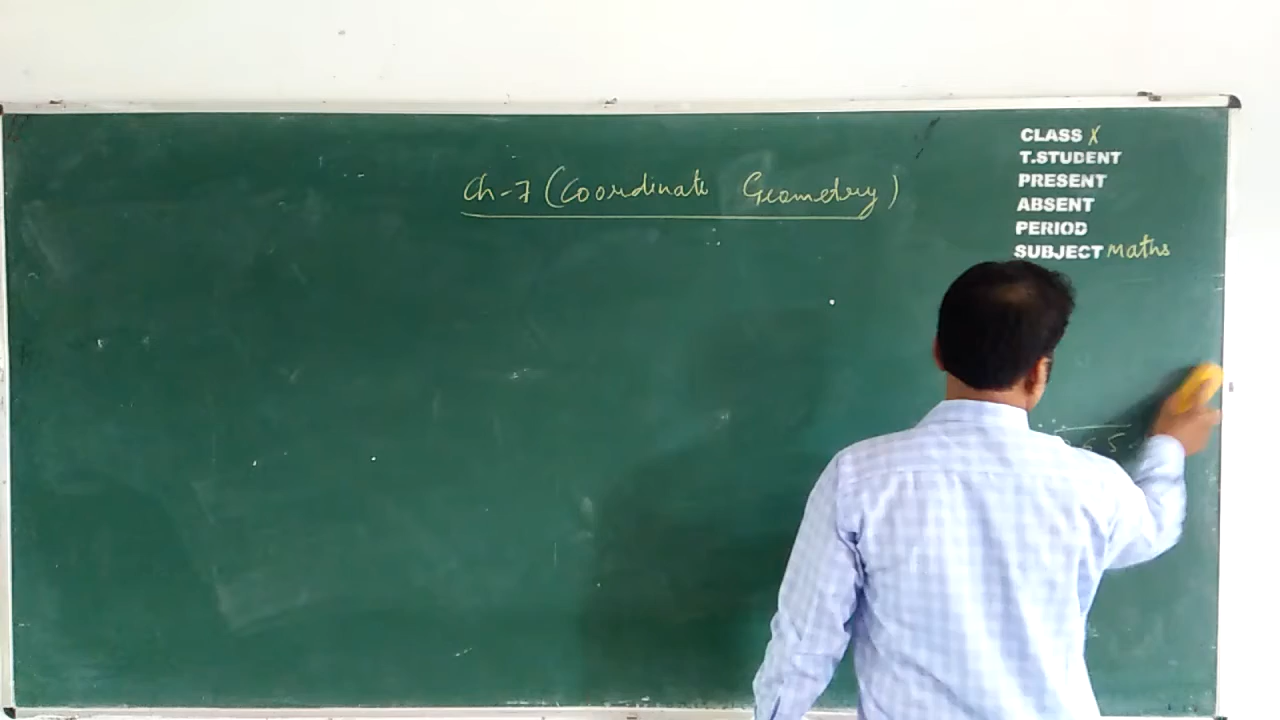 Ch-7 (Coordinate Geometry)
CLASS X
T.STUDENT
PRESENT
ABSENT
PERIOD
SUBJECT Maths